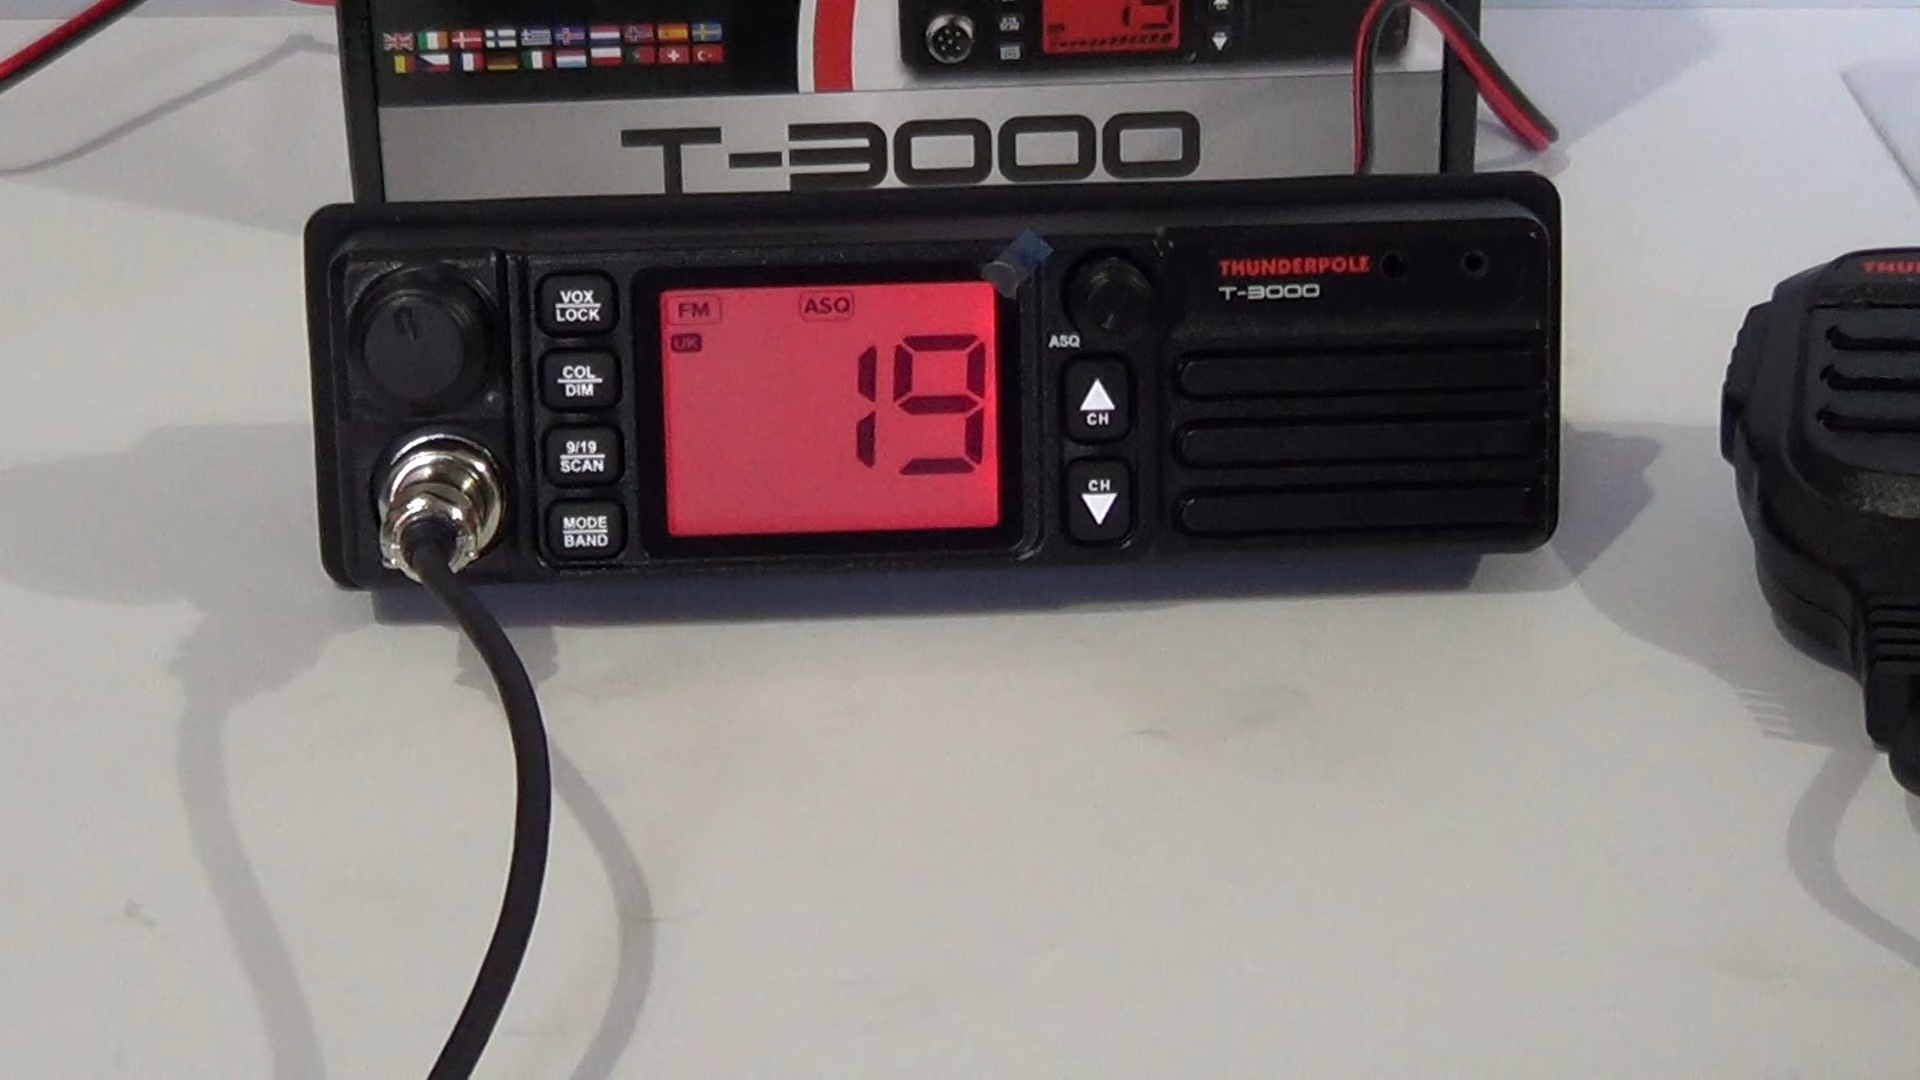 19
T-3000
THUNDERPOLE
T-3000
VOX
LOCK
COL
DIM
9/19
SCAN
MODE
BAND
FM
ASQ
UK
19
ASQ
CH
CH